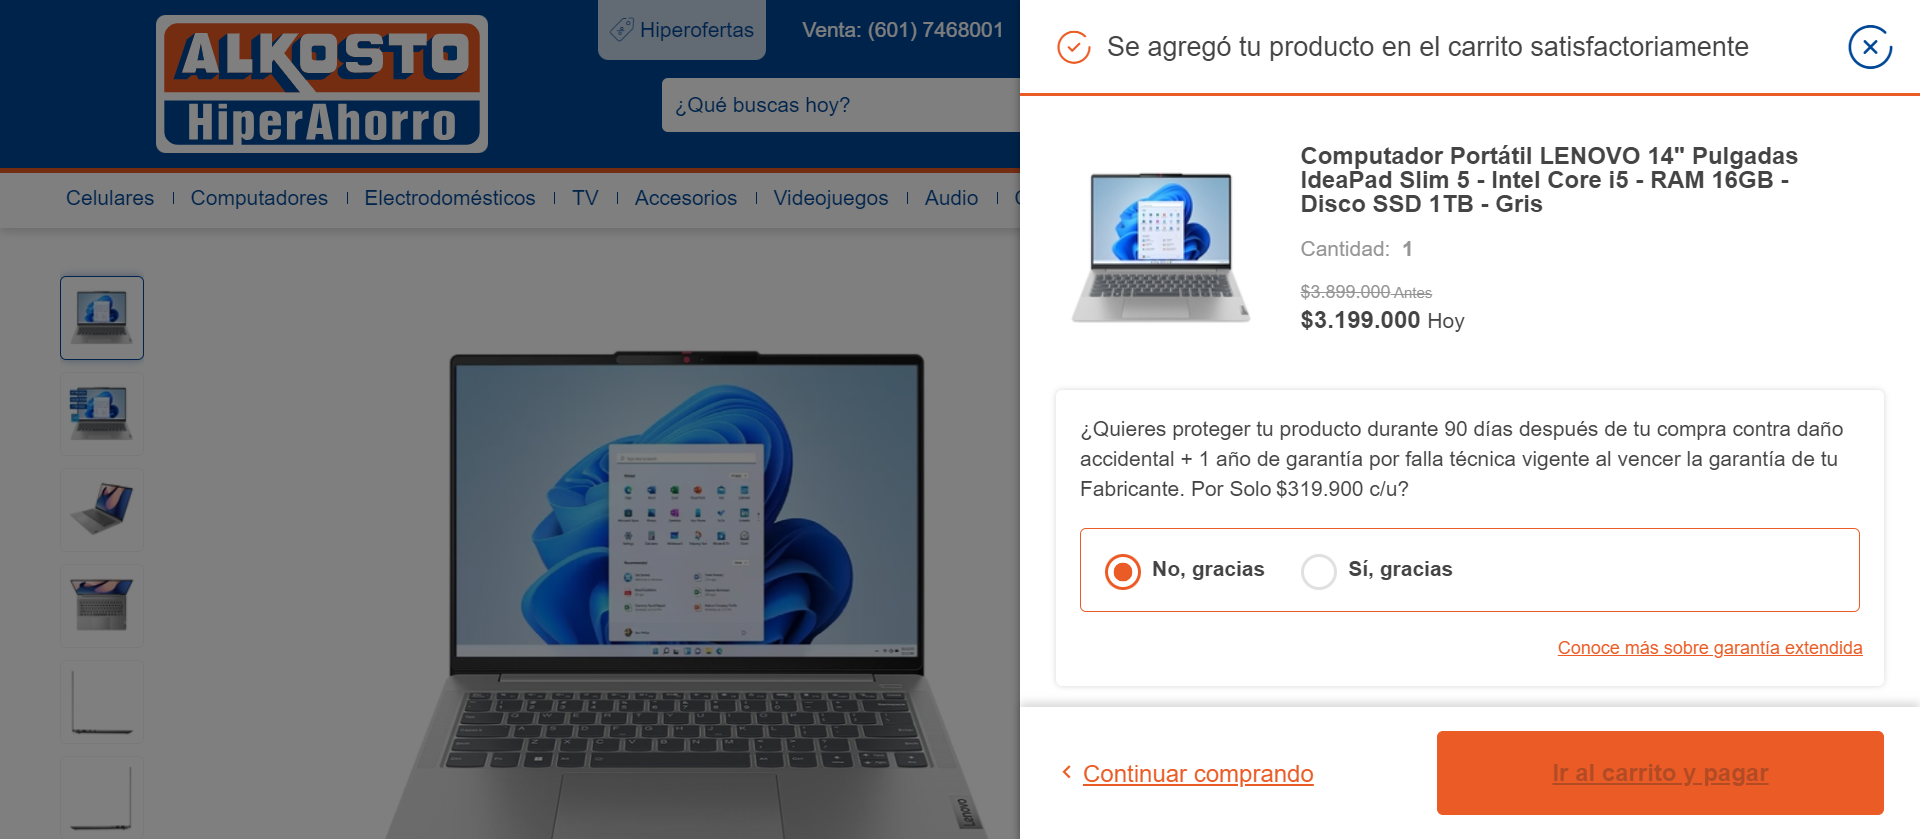 ALKOSTO
HiperAhorro
Hiperofertas
Venta: (601) 7468001
¿Qué buscas hoy?
Celulares
Computadores
Electrodomésticos
TV
Accesorios
Videojuegos
Audio
Se agregó tu producto en el carrito satisfactoriamente
Computador Portátil LENOVO 14" Pulgadas
IdeaPad Slim 5 - Intel Core i5 - RAM 16GB -
Disco SSD 1TB - Gris
Cantidad: 1
$3.899.000 Antes
$3.199.000 Hoy
¿Quieres proteger tu producto durante 90 días después de tu compra contra daño
accidental + 1 año de garantía por falla técnica vigente al vencer la garantía de tu
Fabricante. Por Solo $319.900 c/u?
No, gracias
Sí, gracias
Conoce más sobre garantía extendida
Continuar comprando
Ir al carrito y pagar
LENOVO